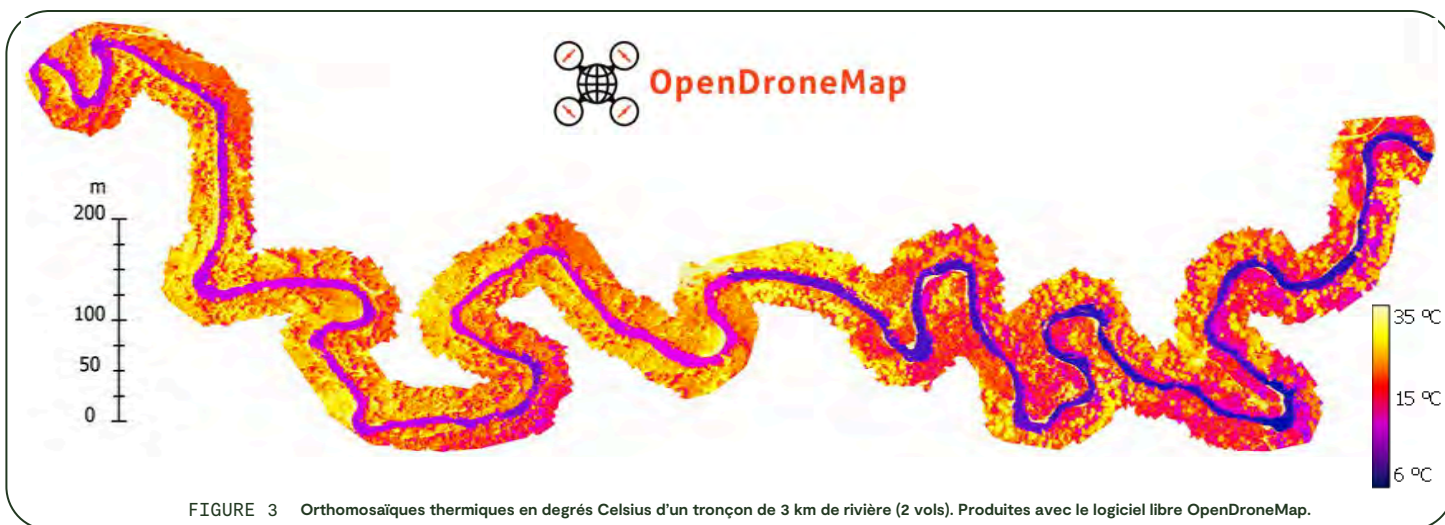 OpenDroneMap
m
200
100
50
0
35 ºC
15 ºC
6 ºC
FIGURE 3 Orthomosaïques thermiques en degrés Celsius d'un tronçon de 3 km de rivière (2 vols). Produites avec le logiciel libre OpenDroneMap.